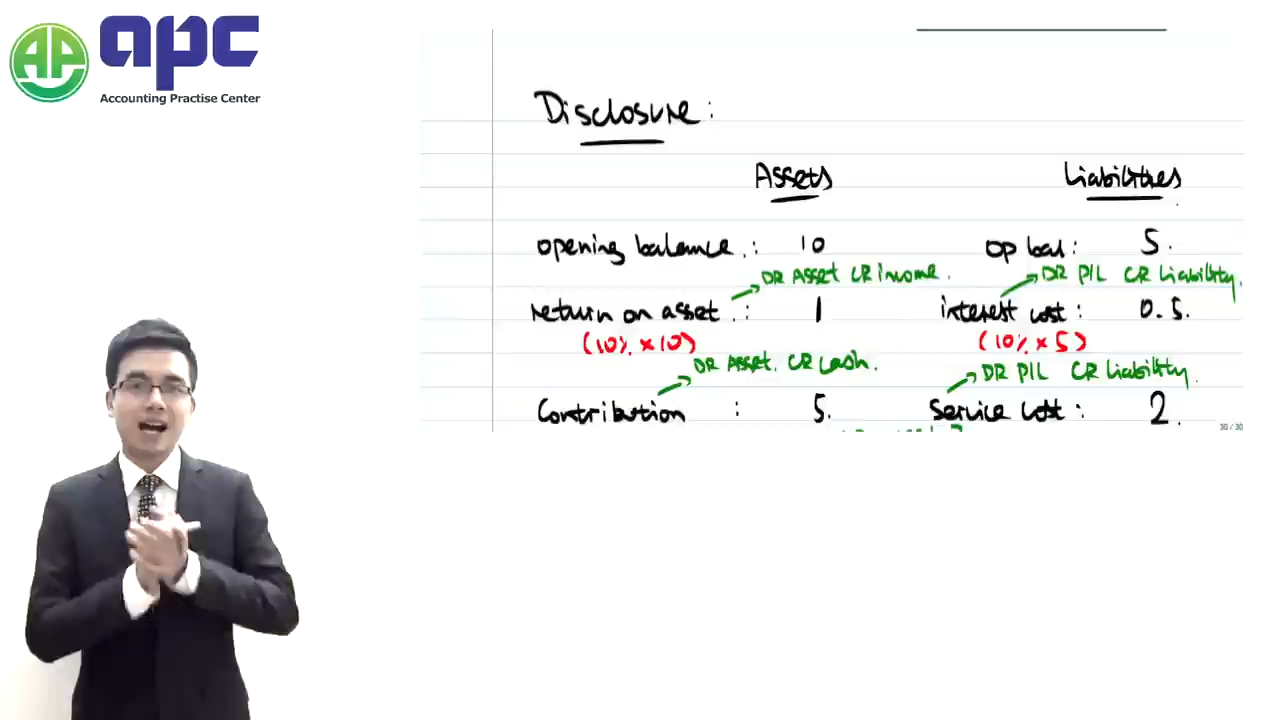 AP
apc
Accounting Practise Center
Disclosure:
Assets Liabilities
opening balance : 10 op bal : 5.
DR Asset CR income. DR P/L CR Liability.
return on asset : 1 interest cost : 0.5.
(10% x 10) (10% x 5)
DR Asset. CR Cash. DR P/L CR Liability.
Contribution : 5. Service Cost : 2.
30 / 30